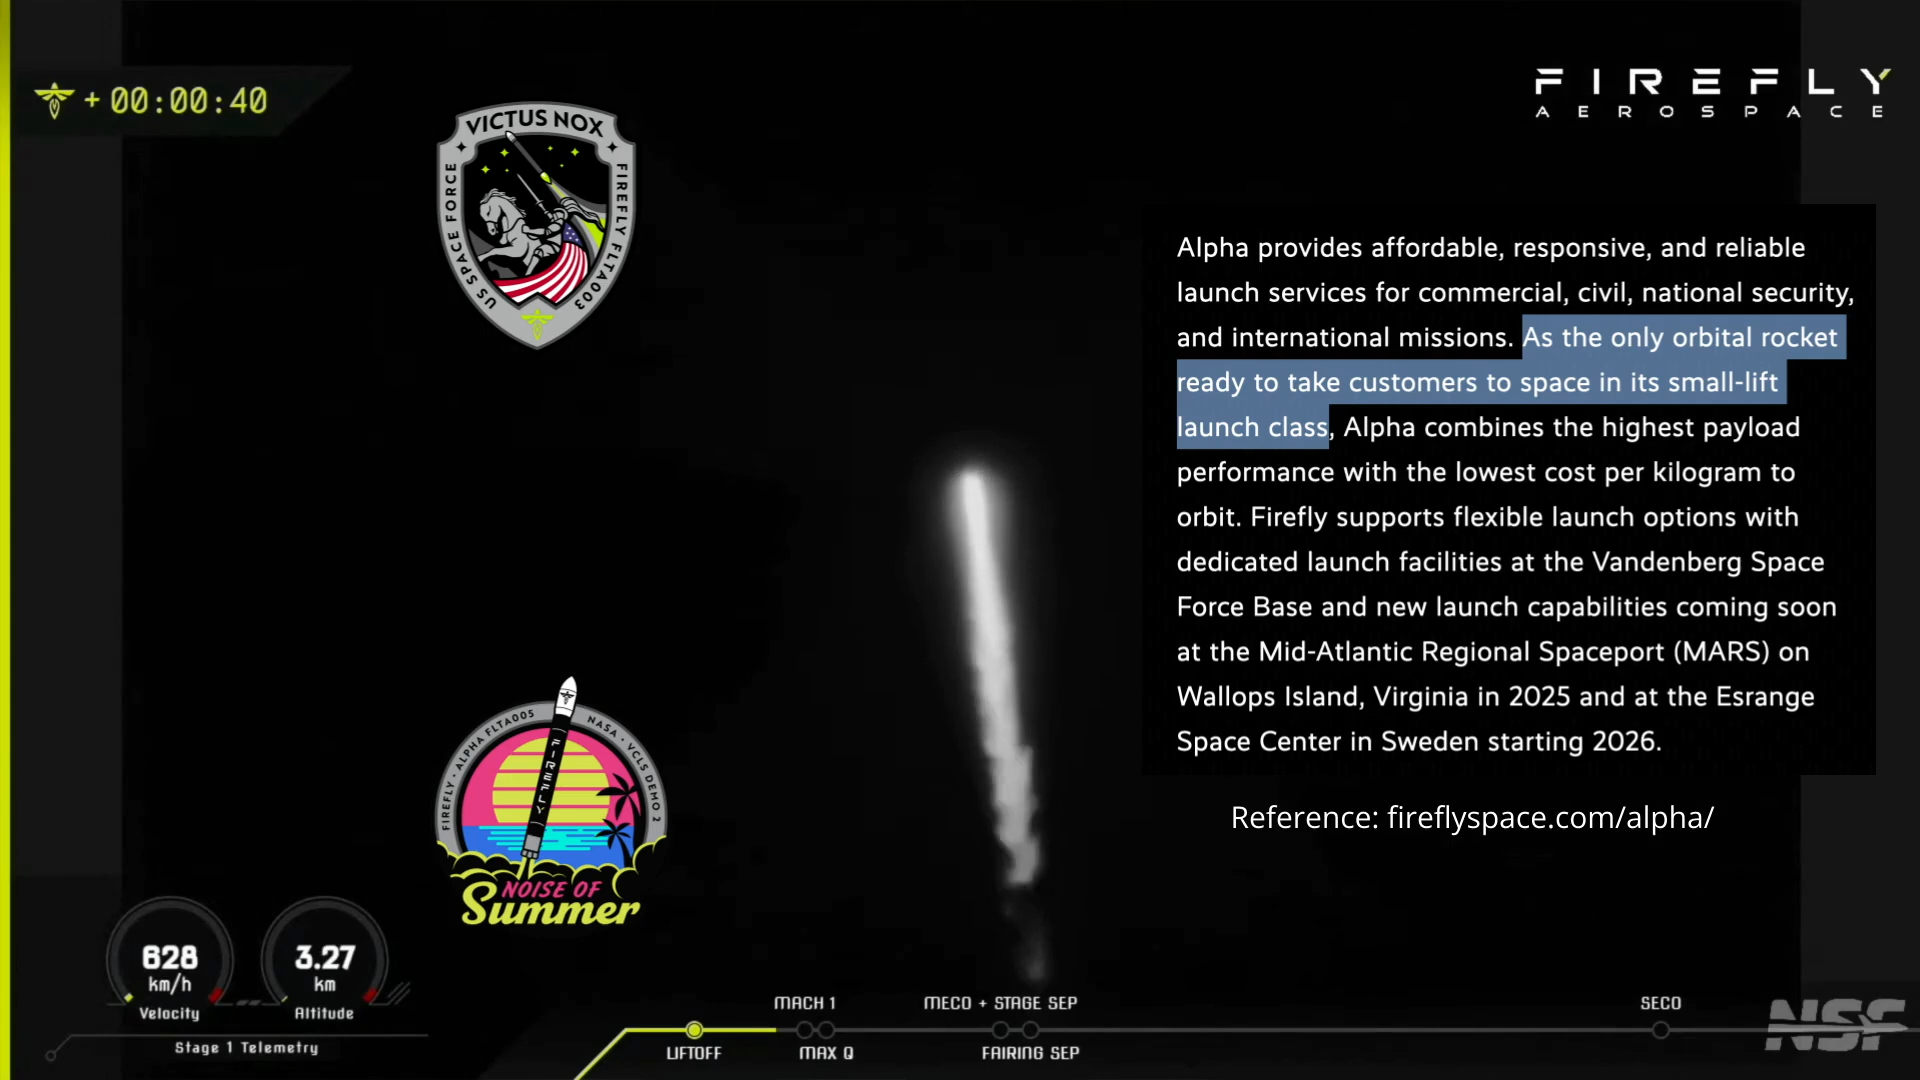 + 00:00:40
FIREFLY
AEROSPACE
VICTUS NOX
US SPACE FORCE
FIREFLY FLTA003
Alpha provides affordable, responsive, and reliable
launch services for commercial, civil, national security,
and international missions. As the only orbital rocket
ready to take customers to space in its small-lift
launch class, Alpha combines the highest payload
performance with the lowest cost per kilogram to
orbit. Firefly supports flexible launch options with
dedicated launch facilities at the Vandenberg Space
Force Base and new launch capabilities coming soon
at the Mid-Atlantic Regional Spaceport (MARS) on
Wallops Island, Virginia in 2025 and at the Esrange
Space Center in Sweden starting 2026.
Reference: fireflyspace.com/alpha/
FIREFLY • ALPHA FLTA005
NASA • VCLS DEMO 2
FIREFLY
NOISE OF
Summer
628
km/h
Velocity
3.27
km
Altitude
Stage 1 Telemetry
LIFTOFF
MACH 1
MAX Q
MECO + STAGE SEP
FAIRING SEP
SECO
NSF